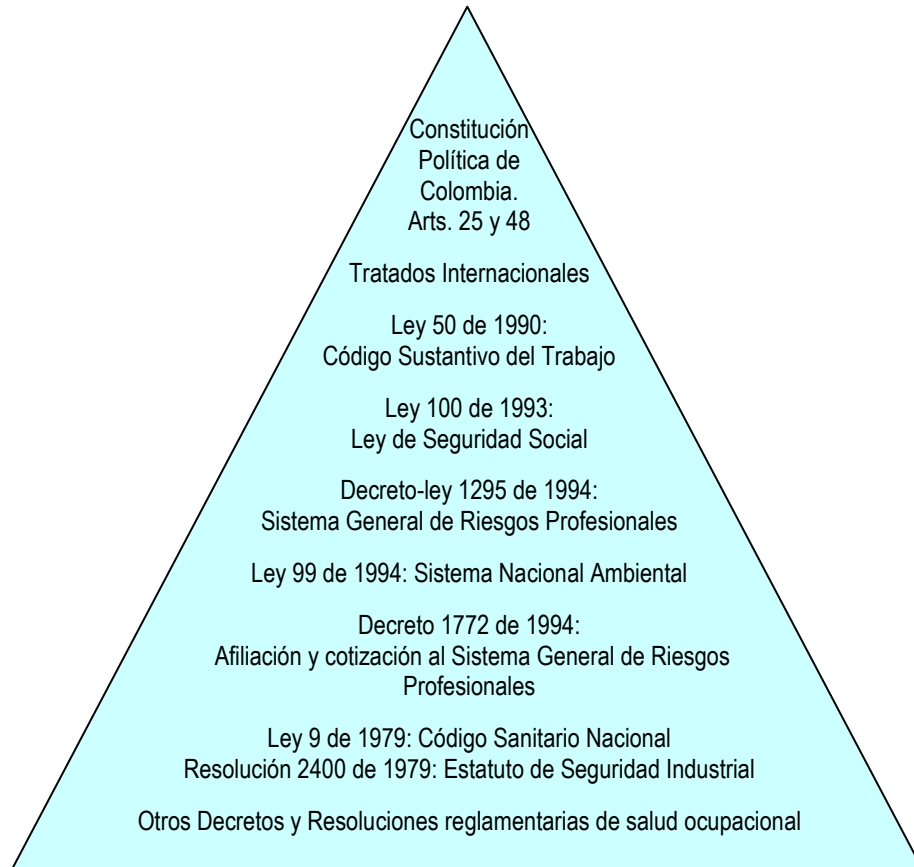 Constitución
Política de
Colombia.
Arts. 25 y 48
Tratados Internacionales
Ley 50 de 1990:
Código Sustantivo del Trabajo
Ley 100 de 1993:
Ley de Seguridad Social
Decreto-ley 1295 de 1994:
Sistema General de Riesgos Profesionales
Ley 99 de 1994: Sistema Nacional Ambiental
Decreto 1772 de 1994:
Afiliación y cotización al Sistema General de Riesgos
Profesionales
Ley 9 de 1979: Código Sanitario Nacional
Resolución 2400 de 1979: Estatuto de Seguridad Industrial
Otros Decretos y Resoluciones reglamentarias de salud ocupacional